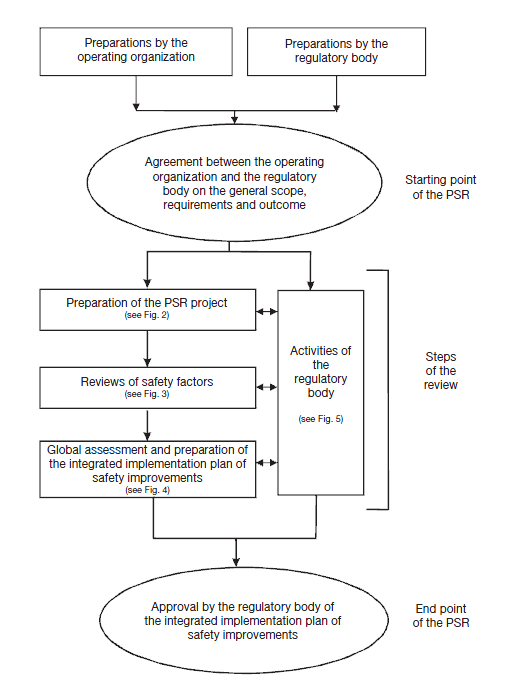 Preparations by the
operating organization
Preparations by the
regulatory body
Agreement between the operating
organization and the regulatory
body on the general scope,
requirements and outcome
Starting point
of the PSR
Preparation of the PSR project
(see Fig. 2)
Reviews of safety factors
(see Fig. 3)
Global assessment and preparation of
the integrated implementation plan of
safety improvements
(see Fig. 4)
Activities of
the
regulatory
body
(see Fig. 5)
Steps
of the
review
Approval by the regulatory body of
the integrated implementation plan of
safety improvements
End point
of the PSR